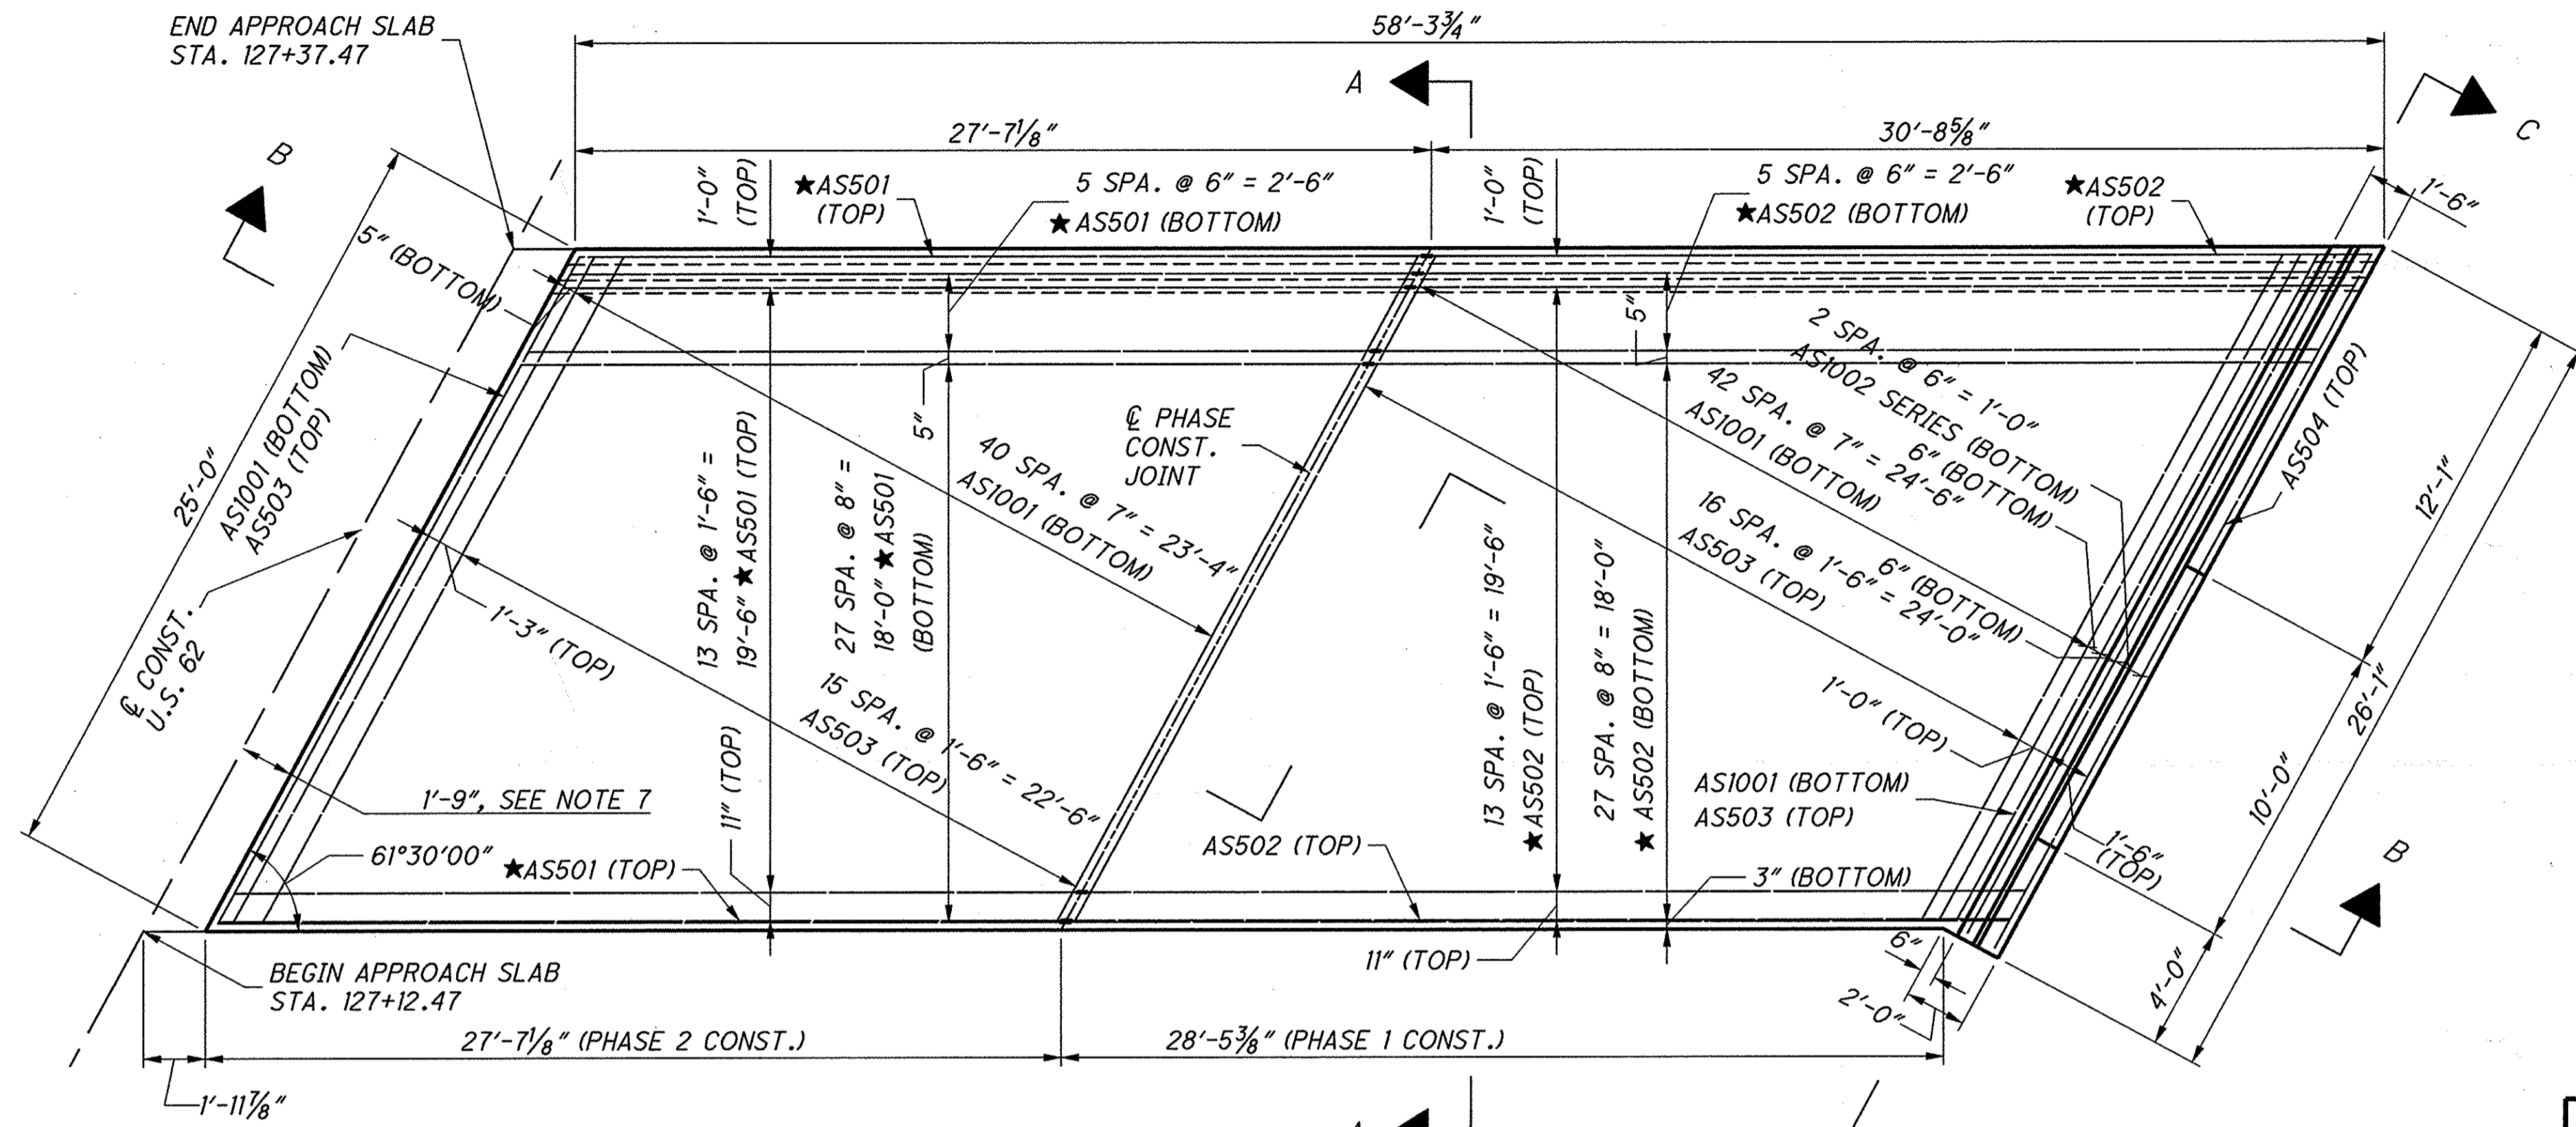 END APPROACH SLAB
STA. 127+37.47
58'-3¾"
A
C
B
27'-7⅛"
30'-8⅝"
1'-0"
(TOP)
★AS501
(TOP)
5 SPA. @ 6" = 2'-6"
★AS501 (BOTTOM)
1'-0"
(TOP)
5 SPA. @ 6" = 2'-6"
★AS502 (BOTTOM)
★AS502
(TOP)
1'-6"
5" (BOTTOM)
25'-0"
AS1001 (BOTTOM)
AS503 (TOP)
5"
5"
2 SPA. @ 6" = 1'-0"
AS1002 SERIES (BOTTOM)
6" (BOTTOM)
42 SPA. @ 7" = 24'-6"
AS1001 (BOTTOM)
AS504 (TOP)
℄ PHASE
CONST.
JOINT
40 SPA. @ 7" = 23'-4"
AS1001 (BOTTOM)
13 SPA. @ 1'-6" =
19'-6" ★AS501 (TOP)
27 SPA. @ 8" =
18'-0" ★AS501
(BOTTOM)
16 SPA. @ 1'-6" = 24'-0"
AS503 (TOP)
6" (BOTTOM)
12'-1"
℄ CONST.
U.S. 62
1'-3" (TOP)
13 SPA. @ 1'-6" = 19'-6"
★AS502 (TOP)
27 SPA. @ 8" = 18'-0"
★ AS502 (BOTTOM)
1'-0" (TOP)
26'-1"
15 SPA. @ 1'-6" = 22'-6"
AS503 (TOP)
11" (TOP)
AS1001 (BOTTOM)
AS503 (TOP)
10'-0"
1'-9", SEE NOTE 7
61°30'00"
★AS501 (TOP)
AS502 (TOP)
3" (BOTTOM)
1'-6"
(TOP)
B
11" (TOP)
6"
2'-0"
4'-0"
BEGIN APPROACH SLAB
STA. 127+12.47
27'-7⅛" (PHASE 2 CONST.)
28'-5⅜" (PHASE 1 CONST.)
1'-11⅞"